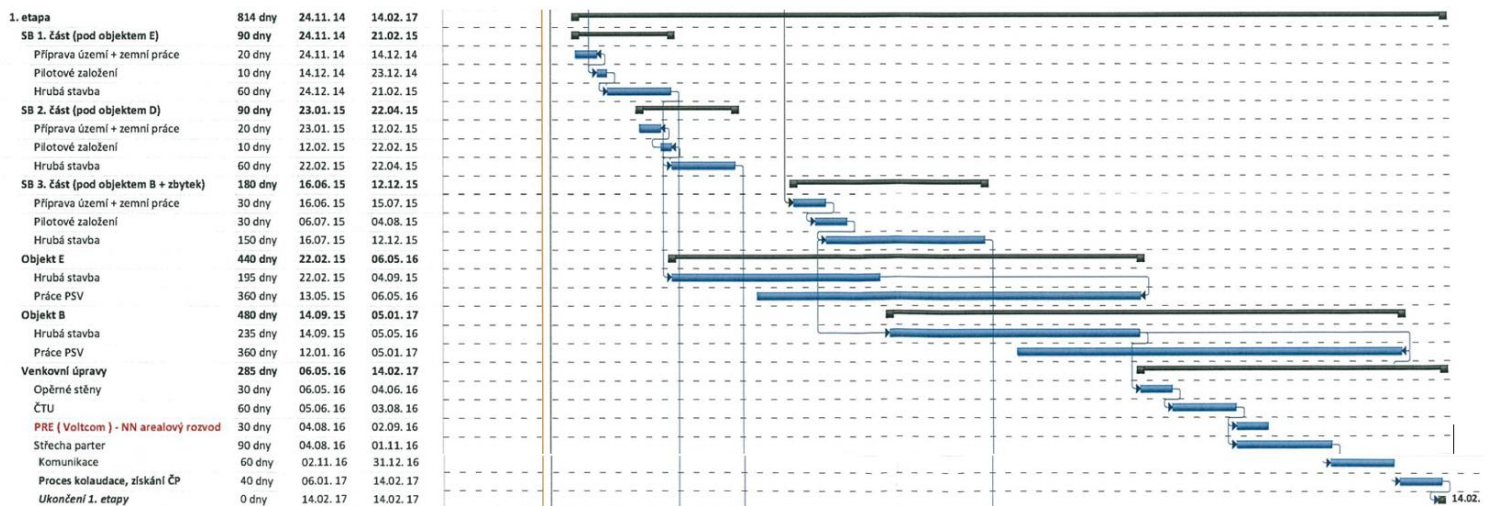 1. etapa 814 dny 24.11. 14 14.02. 17
SB 1. část (pod objektem E) 90 dny 24.11. 14 21.02. 15
Příprava území + zemní práce 20 dny 24.11. 14 14.12. 14
Pilotové založení 10 dny 14.12. 14 23.12. 14
Hrubá stavba 60 dny 24.12. 14 21.02. 15
SB 2. část (pod objektem D) 90 dny 23.01. 15 22.04. 15
Příprava území + zemní práce 20 dny 23.01. 15 12.02. 15
Pilotové založení 10 dny 12.02. 15 22.02. 15
Hrubá stavba 60 dny 22.02. 15 22.04. 15
SB 3. část (pod objektem B + zbytek) 180 dny 16.06. 15 12.12. 15
Příprava území + zemní práce 30 dny 16.06. 15 15.07. 15
Pilotové založení 30 dny 06.07. 15 04.08. 15
Hrubá stavba 150 dny 16.07. 15 12.12. 15
Objekt E 440 dny 22.02. 15 06.05. 16
Hrubá stavba 195 dny 22.02. 15 04.09. 15
Práce PSV 360 dny 13.05. 15 06.05. 16
Objekt B 480 dny 14.09. 15 05.01. 17
Hrubá stavba 235 dny 14.09. 15 05.05. 16
Práce PSV 360 dny 12.01. 16 05.01. 17
Venkovní úpravy 285 dny 06.05. 16 14.02. 17
Opěrné stěny 30 dny 06.05. 16 04.06. 16
ČTU 60 dny 05.06. 16 03.08. 16
PRE ( Voltcom ) - NN arealový rozvod 30 dny 04.08. 16 02.09. 16
Střecha parter 90 dny 04.08. 16 01.11. 16
Komunikace 60 dny 02.11. 16 31.12. 16
Proces kolaudace, získání ČP 40 dny 06.01. 17 14.02. 17
Ukončení 1. etapy 0 dny 14.02. 17 14.02. 17 14.02.